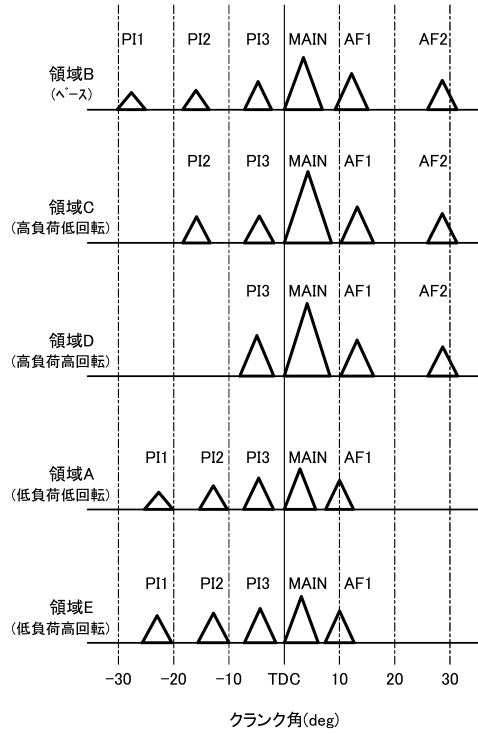 PI1 PI2 PI3 MAIN AF1 AF2
領域B
(ﾍﾞｰｽ)
PI2 PI3 MAIN AF1 AF2
領域C
(高負荷低回転)
PI3 MAIN AF1 AF2
領域D
(高負荷高回転)
PI1 PI2 PI3 MAIN AF1
領域A
(低負荷低回転)
PI1 PI2 PI3 MAIN AF1
領域E
(低負荷高回転)
-30 -20 -10 TDC 10 20 30
クランク角(deg)